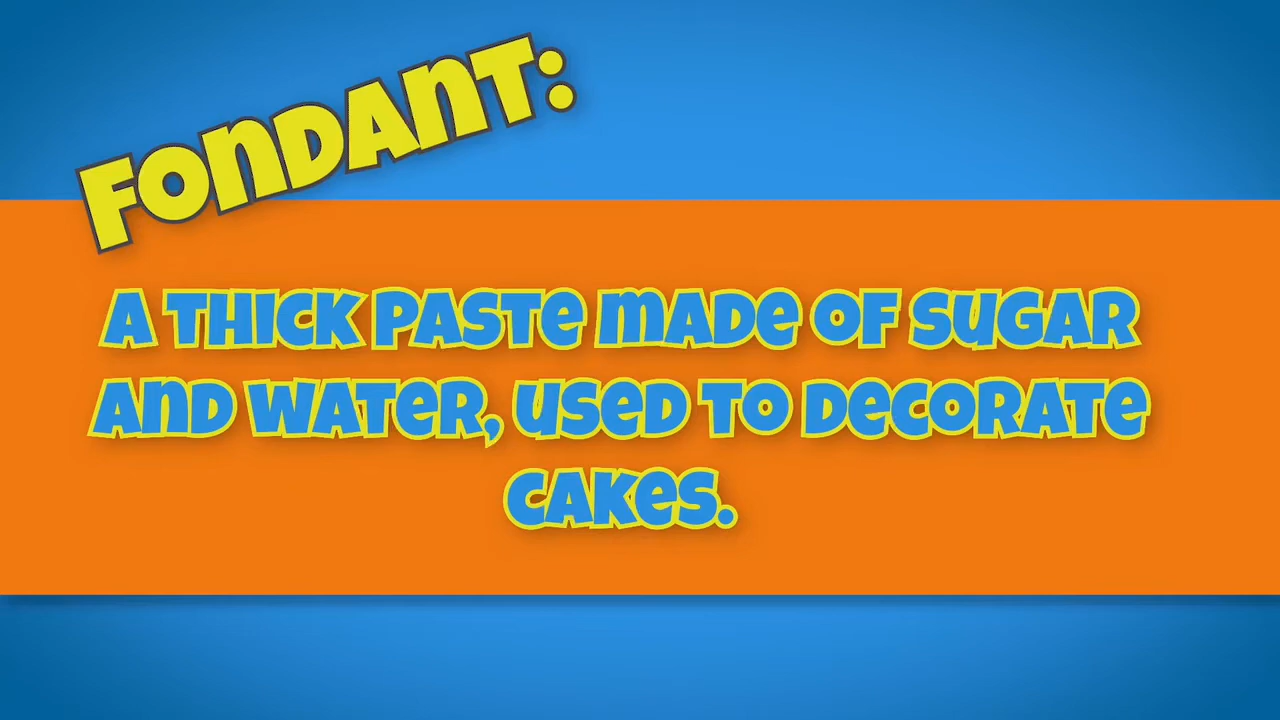 FONDANT:
A THICK PASTE MADE OF SUGAR
AND WATER, USED TO DECORATE
CAKES.